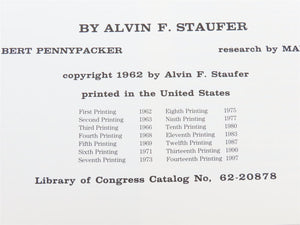 BY ALVIN F. STAUFER
BERT PENNYPACKER research by MA
copyright 1962 by Alvin F. Staufer
printed in the United States
First Printing 1962 Eighth Printing 1975
Second Printing 1963 Ninth Printing 1977
Third Printing 1966 Tenth Printing 1980
Fourth Printing 1968 Eleventh Printing 1983
Fifth Printing 1969 Twelfth Printing 1987
Sixth Printing 1971 Thirteenth Printing 1990
Seventh Printing 1973 Fourteenth Printing 1997
Library of Congress Catalog No. 62-20878